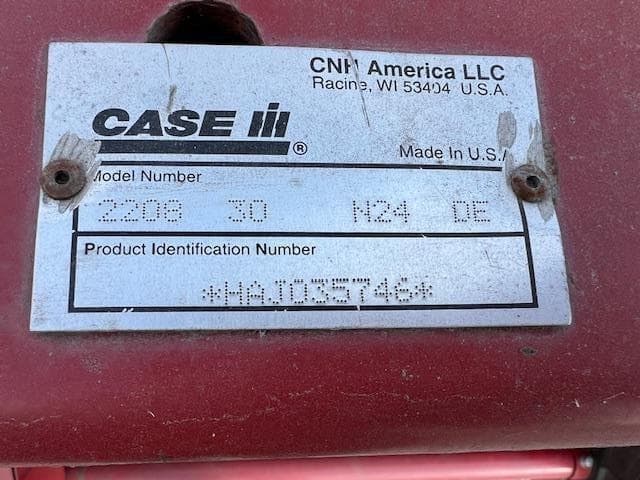 CNH America LLC
Racine, WI 53404 U.S.A.
CASE IH ®
Made In U.S.A
Model Number
2208 30 N24 DE
Product Identification Number
*HAJ035746*